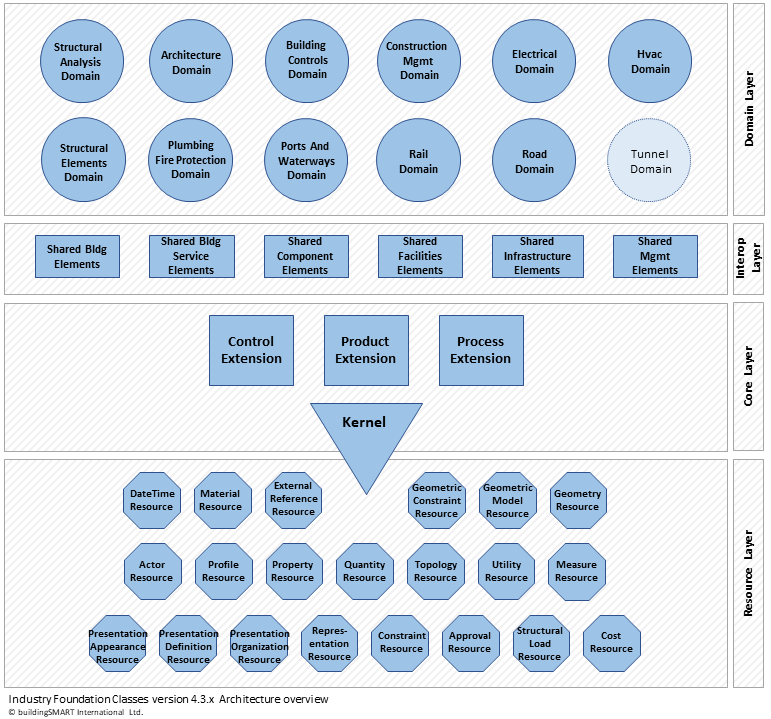 Structural
Analysis
Domain
Architecture
Domain
Building
Controls
Domain
Construction
Mgmt
Domain
Electrical
Domain
Hvac
Domain
Structural
Elements
Domain
Plumbing
Fire Protection
Domain
Ports And
Waterways
Domain
Rail
Domain
Road
Domain
Tunnel
Domain
Domain Layer
Shared Bldg
Elements
Shared Bldg
Service
Elements
Shared
Component
Elements
Shared
Facilities
Elements
Shared
Infrastructure
Elements
Shared
Mgmt
Elements
Interop
Layer
Control
Extension
Product
Extension
Process
Extension
Kernel
Core Layer
DateTime
Resource
Material
Resource
External
Reference
Resource
Geometric
Constraint
Resource
Geometric
Model
Resource
Geometry
Resource
Actor
Resource
Profile
Resource
Property
Resource
Quantity
Resource
Topology
Resource
Utility
Resource
Measure
Resource
Presentation
Appearance
Resource
Presentation
Definition
Resource
Presentation
Organization
Resource
Repres-
entation
Resource
Constraint
Resource
Approval
Resource
Structural
Load
Resource
Cost
Resource
Resource Layer
Industry Foundation Classes version 4.3.x Architecture overview
© buildingSMART International Ltd.